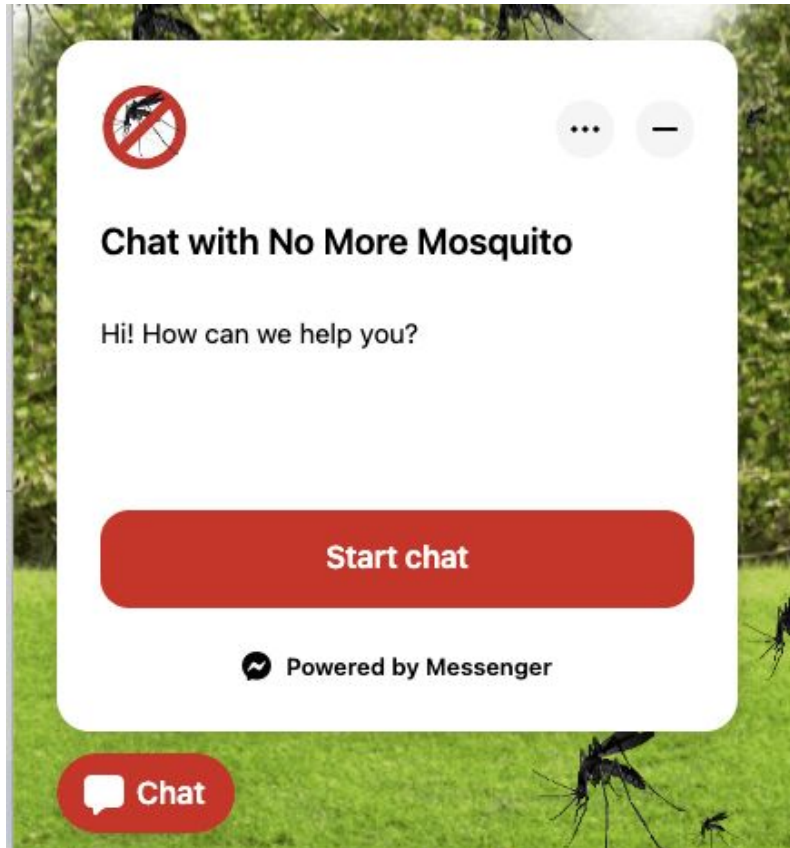 Chat with No More Mosquito
Hi! How can we help you?
Start chat
Powered by Messenger
Chat